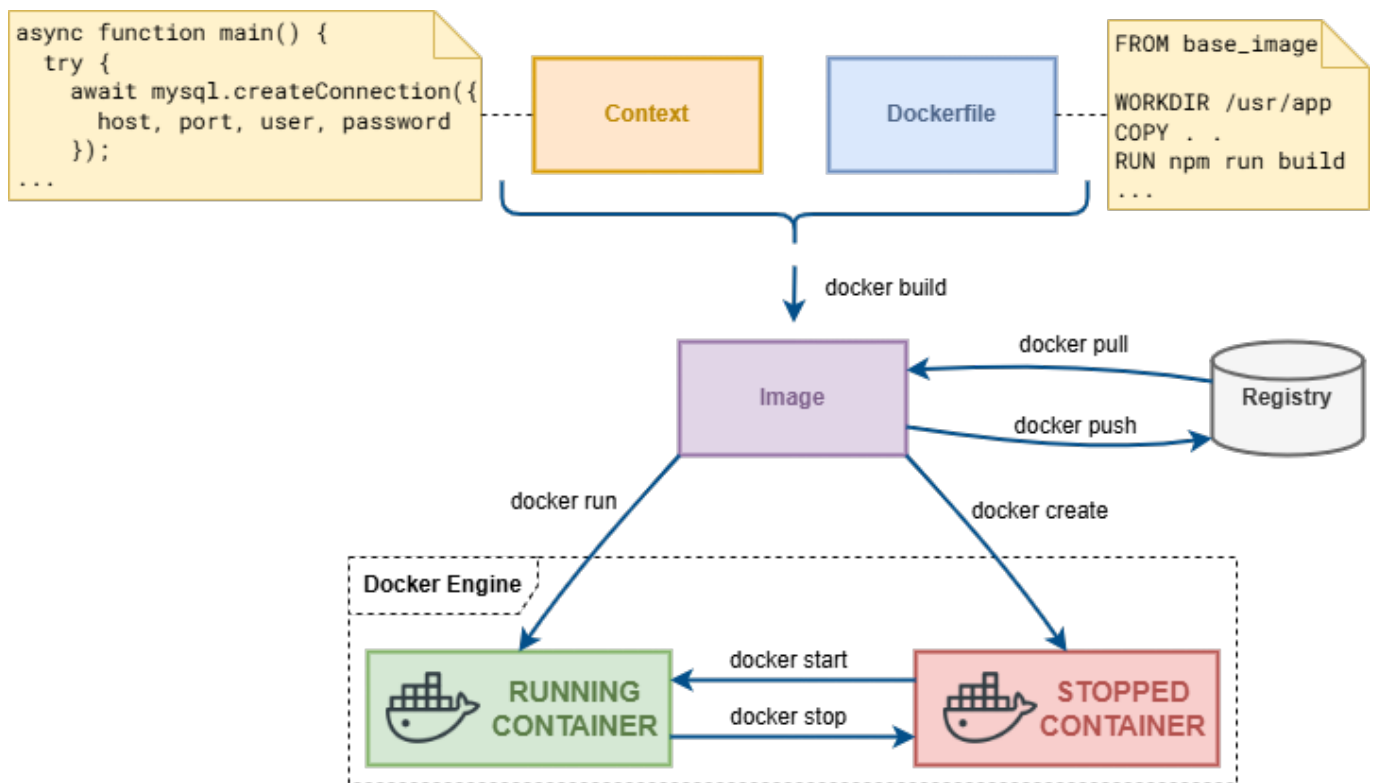 async function main() {
try {
await mysql.createConnection({
host, port, user, password
});
...
Context
Dockerfile
FROM base_image
WORKDIR /usr/app
COPY . .
RUN npm run build
...
docker build
docker pull
Image
Registry
docker push
docker run
docker create
Docker Engine
docker start
RUNNING
CONTAINER
STOPPED
CONTAINER
docker stop